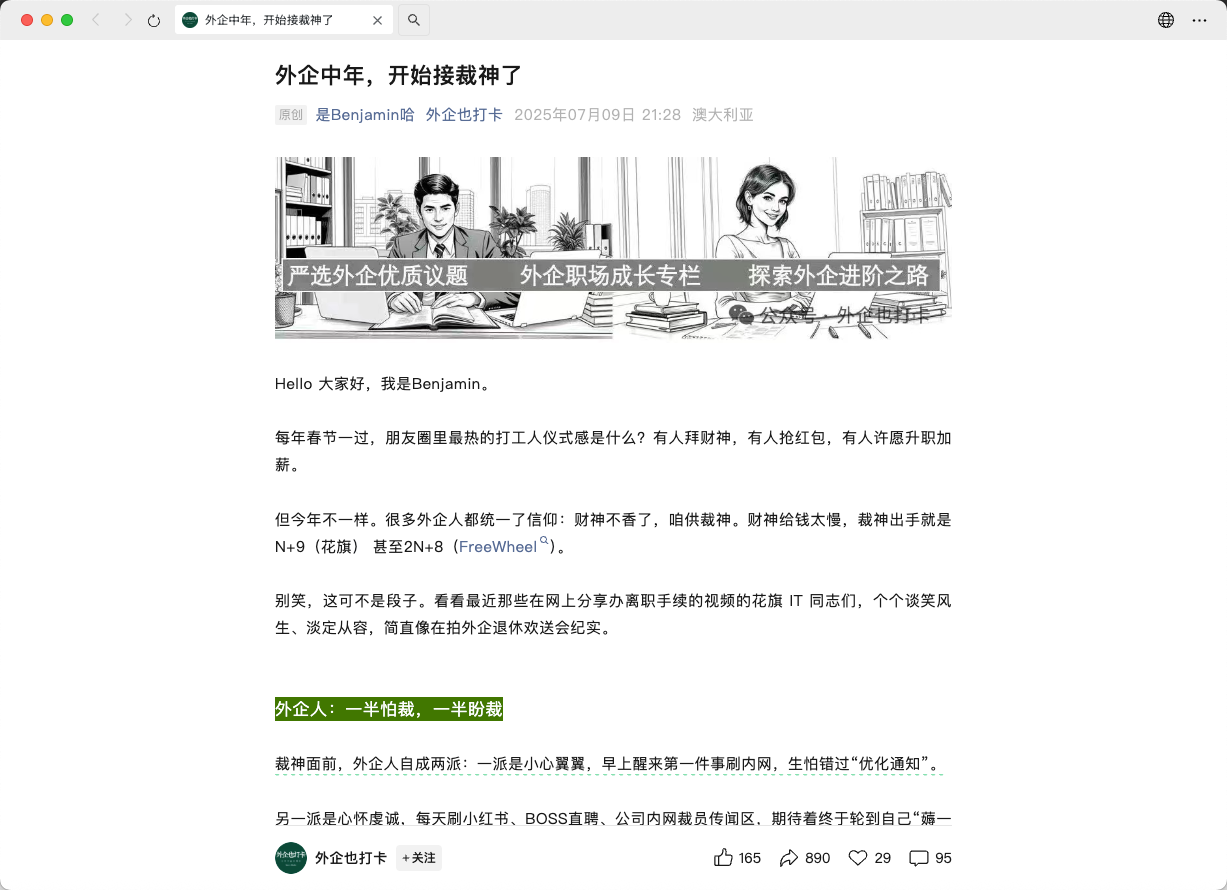 外企中年，开始接裁神了
外企中年，开始接裁神了
原创 是Benjamin哈 外企也打卡 2025年07月09日 21:28 澳大利亚
严选外企优质议题 外企职场成长专栏 探索外企进阶之路
公众号 · 外企也打卡
Hello 大家好，我是Benjamin。
每年春节一过，朋友圈里最热的打工人仪式感是什么？有人拜财神，有人抢红包，有人许愿升职加
薪。
但今年不一样。很多外企人都统一了信仰：财神不香了，咱供裁神。财神给钱太慢，裁神出手就是
N+9（花旗） 甚至2N+8（FreeWheel）。
别笑，这可不是段子。看看最近那些在网上分享办离职手续的视频的花旗 IT 同志们，个个谈笑风
生、淡定从容，简直像在拍外企退休欢送会纪实。
外企人：一半怕裁，一半盼裁
裁神面前，外企人自成两派：一派是小心翼翼，早上醒来第一件事刷内网，生怕错过“优化通知”。
另一派是心怀虔诚，每天刷小红书、BOSS直聘、公司内网裁员传闻区，期待着终于轮到自己“薅一
外企也打卡
外企也打卡 +关注 165 890 29 95